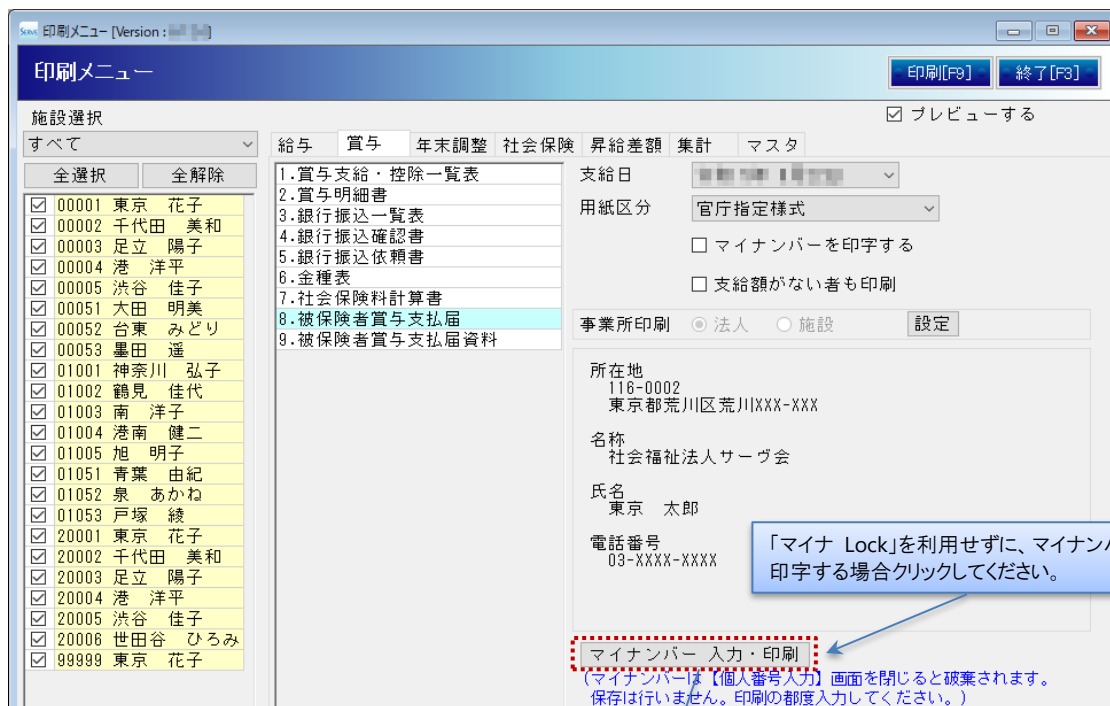 Serve 印刷メニュー [Version :
印刷メニュー
印刷[F9]
終了[F3]
施設選択
プレビューする
すべて
給与 賞与 年末調整 社会保険 昇給差額 集計 マスタ
全選択 全解除
00001 東京 花子
00002 千代田 美和
00003 足立 陽子
00004 港 洋平
00005 渋谷 佳子
00051 大田 明美
00052 台東 みどり
00053 墨田 遥
01001 神奈川 弘子
01002 鶴見 佳代
01003 南 洋子
01004 港南 健二
01005 旭 明子
01051 青葉 由紀
01052 泉 あかね
01053 戸塚 綾
20001 東京 花子
20002 千代田 美和
20003 足立 陽子
20004 港 洋平
20005 渋谷 佳子
20006 世田谷 ひろみ
99999 東京 花子
1.賞与支給・控除一覧表
2.賞与明細書
3.銀行振込一覧表
4.銀行振込確認書
5.銀行振込依頼書
6.金種表
7.社会保険料計算書
8.被保険者賞与支払届
9.被保険者賞与支払届資料
支給日
用紙区分 官庁指定様式
マイナンバーを印字する
支給額がない者も印刷
事業所印刷 法人 施設 設定
所在地
116-0002
東京都荒川区荒川XXX-XXX
名称
社会福祉法人サーヴ会
氏名
東京 太郎
電話番号
03-XXXX-XXXX
「マイナ Lock」を利用せずに、マイナン
印字する場合クリックしてください。
マイナンバー 入力・印刷
(マイナンバーは【個人番号入力】画面を閉じると破棄されます。
保存は行いません。印刷の都度入力してください。)